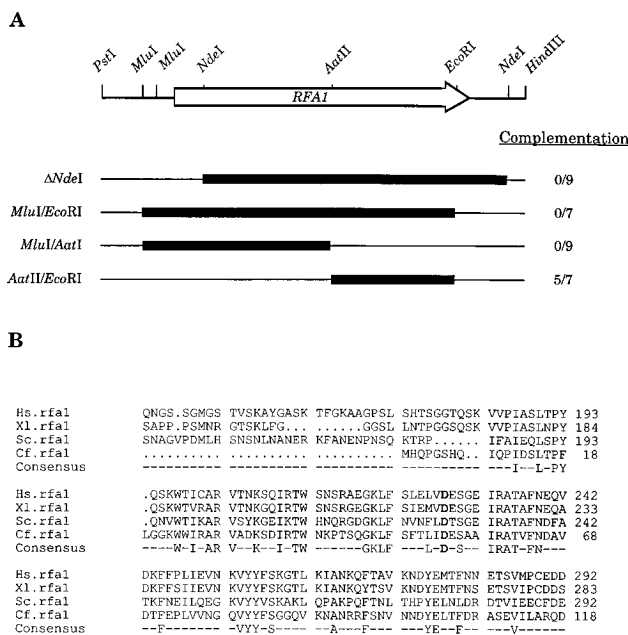 A
PstI MluI MluI NdeI AatII EcoRI NdeI HindIII
RFA1
Complementation
ΔNdeI 0/9
MluI/EcoRI 0/7
MluI/AatI 0/9
AatII/EcoRI 5/7
B
Hs.rfa1 QNGS.SGMGS TVSKAYGASK TFGKAAGPSL SHTSGGTQSK VVPIASLTPY 193
Xl.rfa1 SAPP.PSMNR GTSKLFG... ......GGSL LNTPGGSQSK VVPIASLNPY 184
Sc.rfa1 SNAGVPDMLH SNSNLNANER KFANENPNSQ KTRP...... IFAIEQLSPY 193
Cf.rfa1 .......... .......... .......... MHQPGSHQ.. IQPIDSLTPF 18
Consensus ---------- ---------- ---------- ---------- ---I--L-PY
Hs.rfa1 .QSKWTICAR VTNKSQIRTW SNSRAEGKLF SLELVDESGE IRATAFNEQV 242
Xl.rfa1 .QSKWTVRAR VTNKGQIRTW SNSRGEGKLF SIEMVDESGE IRATAFNEQA 233
Sc.rfa1 .QNVWTIKAR VSYKGEIKTW HNQRGDGKLF NVNFLDTSGE IRATAFNDFA 242
Cf.rfa1 LGGKWWIRAR VADKSDIRTW NKPTSQGKLF SFTLIDESAA IRATVFNDAV 68
Consensus ----W-I-AR V--K--I-TW ------GKLF -----D-S-- IRAT-FN---
Hs.rfa1 DKFFPLIEVN KVYYFSKGTL KIANKQFTAV KNDYEMTFNN ETSVMPCEDD 292
Xl.rfa1 DKFFSIIEVN KVYYFSKGTL KIANKQYTSV KNDYEMTFNS ETSVIPCDDS 283
Sc.rfa1 TKFNEILQEG KVYYVSKAKL QPAKPQFTNL THPYELNLDR DTVIEECFDE 292
Cf.rfa1 DTFEPLVVNG QVYYFSGGQV KNANRRFSNV NNDYELTFDR ASEVILARQD 118
Consensus --F------- -VYY-S---- --A---F--- ---YE--F-- ---V------